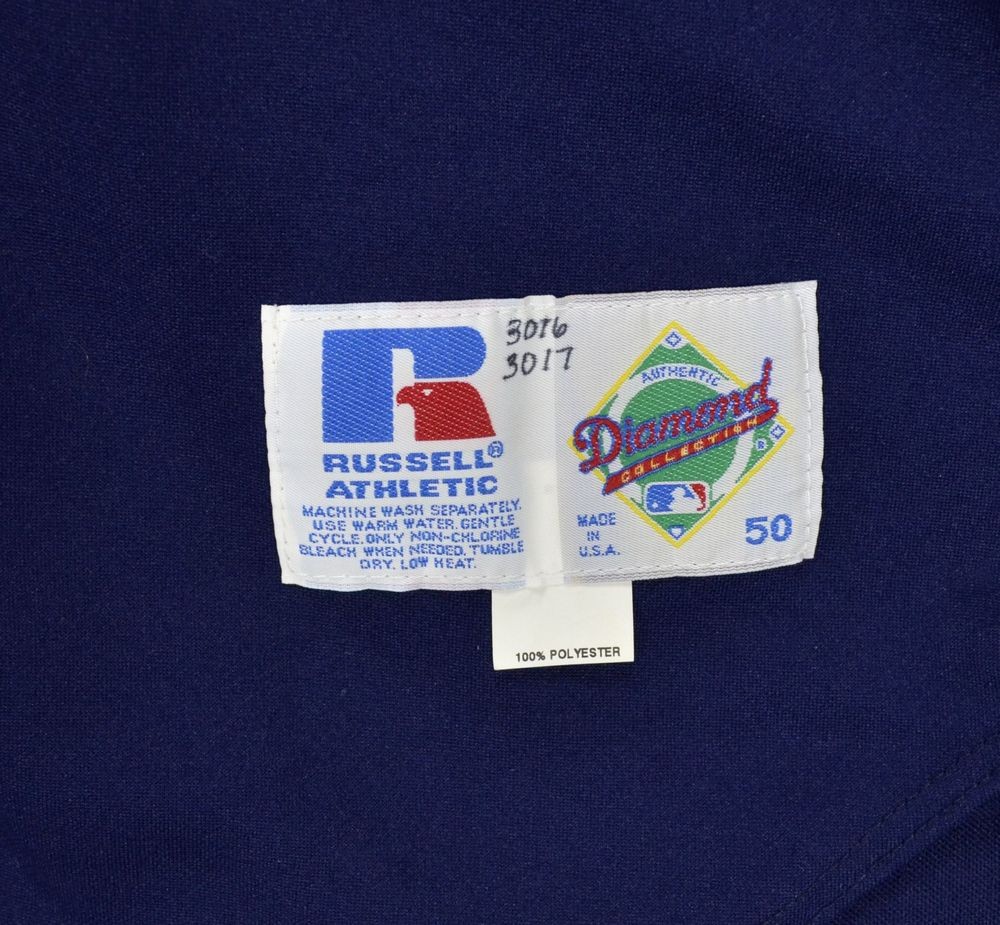 3016
3017
RUSSELL®
ATHLETIC
MACHINE WASH SEPARATELY.
USE WARM WATER. GENTLE
CYCLE. ONLY NON-CHLORINE
BLEACH WHEN NEEDED. TUMBLE
DRY. LOW HEAT.
AUTHENTIC
Diamond
COLLECTION
®
MADE
IN
U.S.A.
50
100% POLYESTER